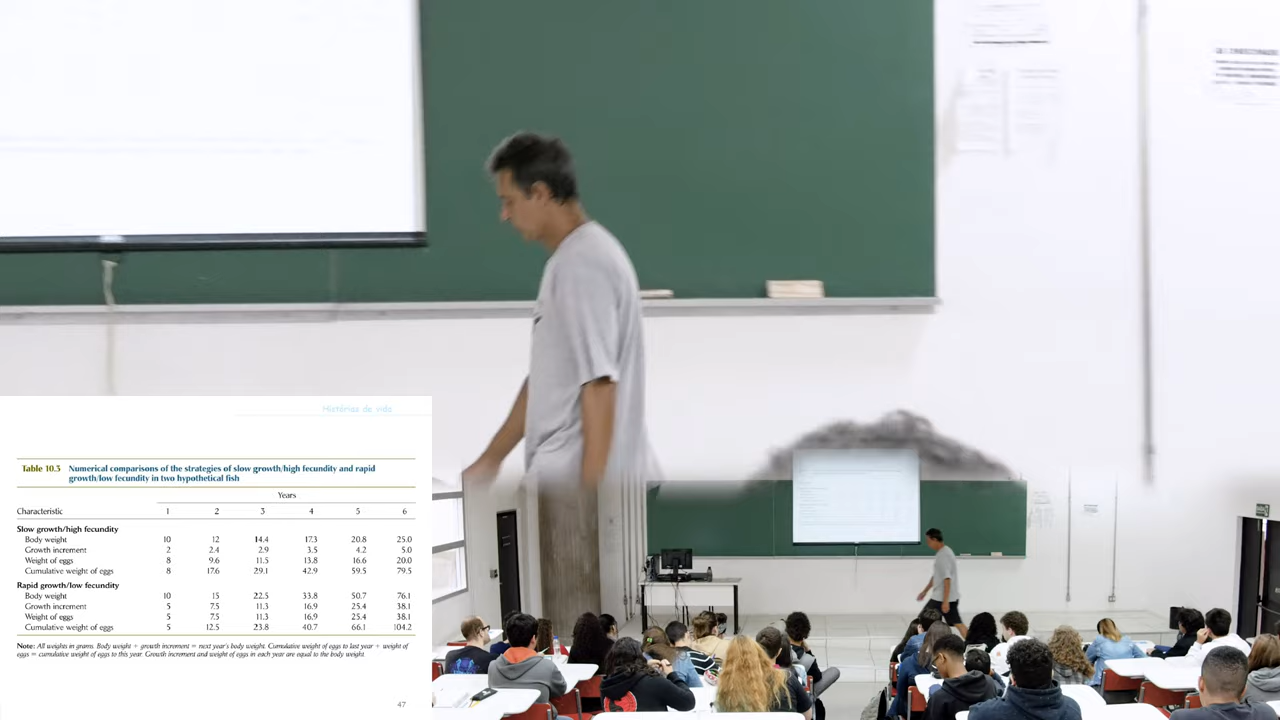 Histórias de vida
Table 10.3 Numerical comparisons of the strategies of slow growth/high fecundity and rapid
growth/low fecundity in two hypothetical fish
Years
Characteristic 1 2 3 4 5 6
Slow growth/high fecundity
Body weight 10 12 14.4 17.3 20.8 25.0
Growth increment 2 2.4 2.9 3.5 4.2 5.0
Weight of eggs 8 9.6 11.5 13.8 16.6 20.0
Cumulative weight of eggs 8 17.6 29.1 42.9 59.5 79.5
Rapid growth/low fecundity
Body weight 10 15 22.5 33.8 50.7 76.1
Growth increment 5 7.5 11.3 16.9 25.4 38.1
Weight of eggs 5 7.5 11.3 16.9 25.4 38.1
Cumulative weight of eggs 5 12.5 23.8 40.7 66.1 104.2
Note: All weights in grams. Body weight + growth increment = next year's body weight. Cumulative weight of eggs to last year + weight of
eggs = cumulative weight of eggs to this year. Growth increment and weight of eggs in each year are equal to the body weight.
47